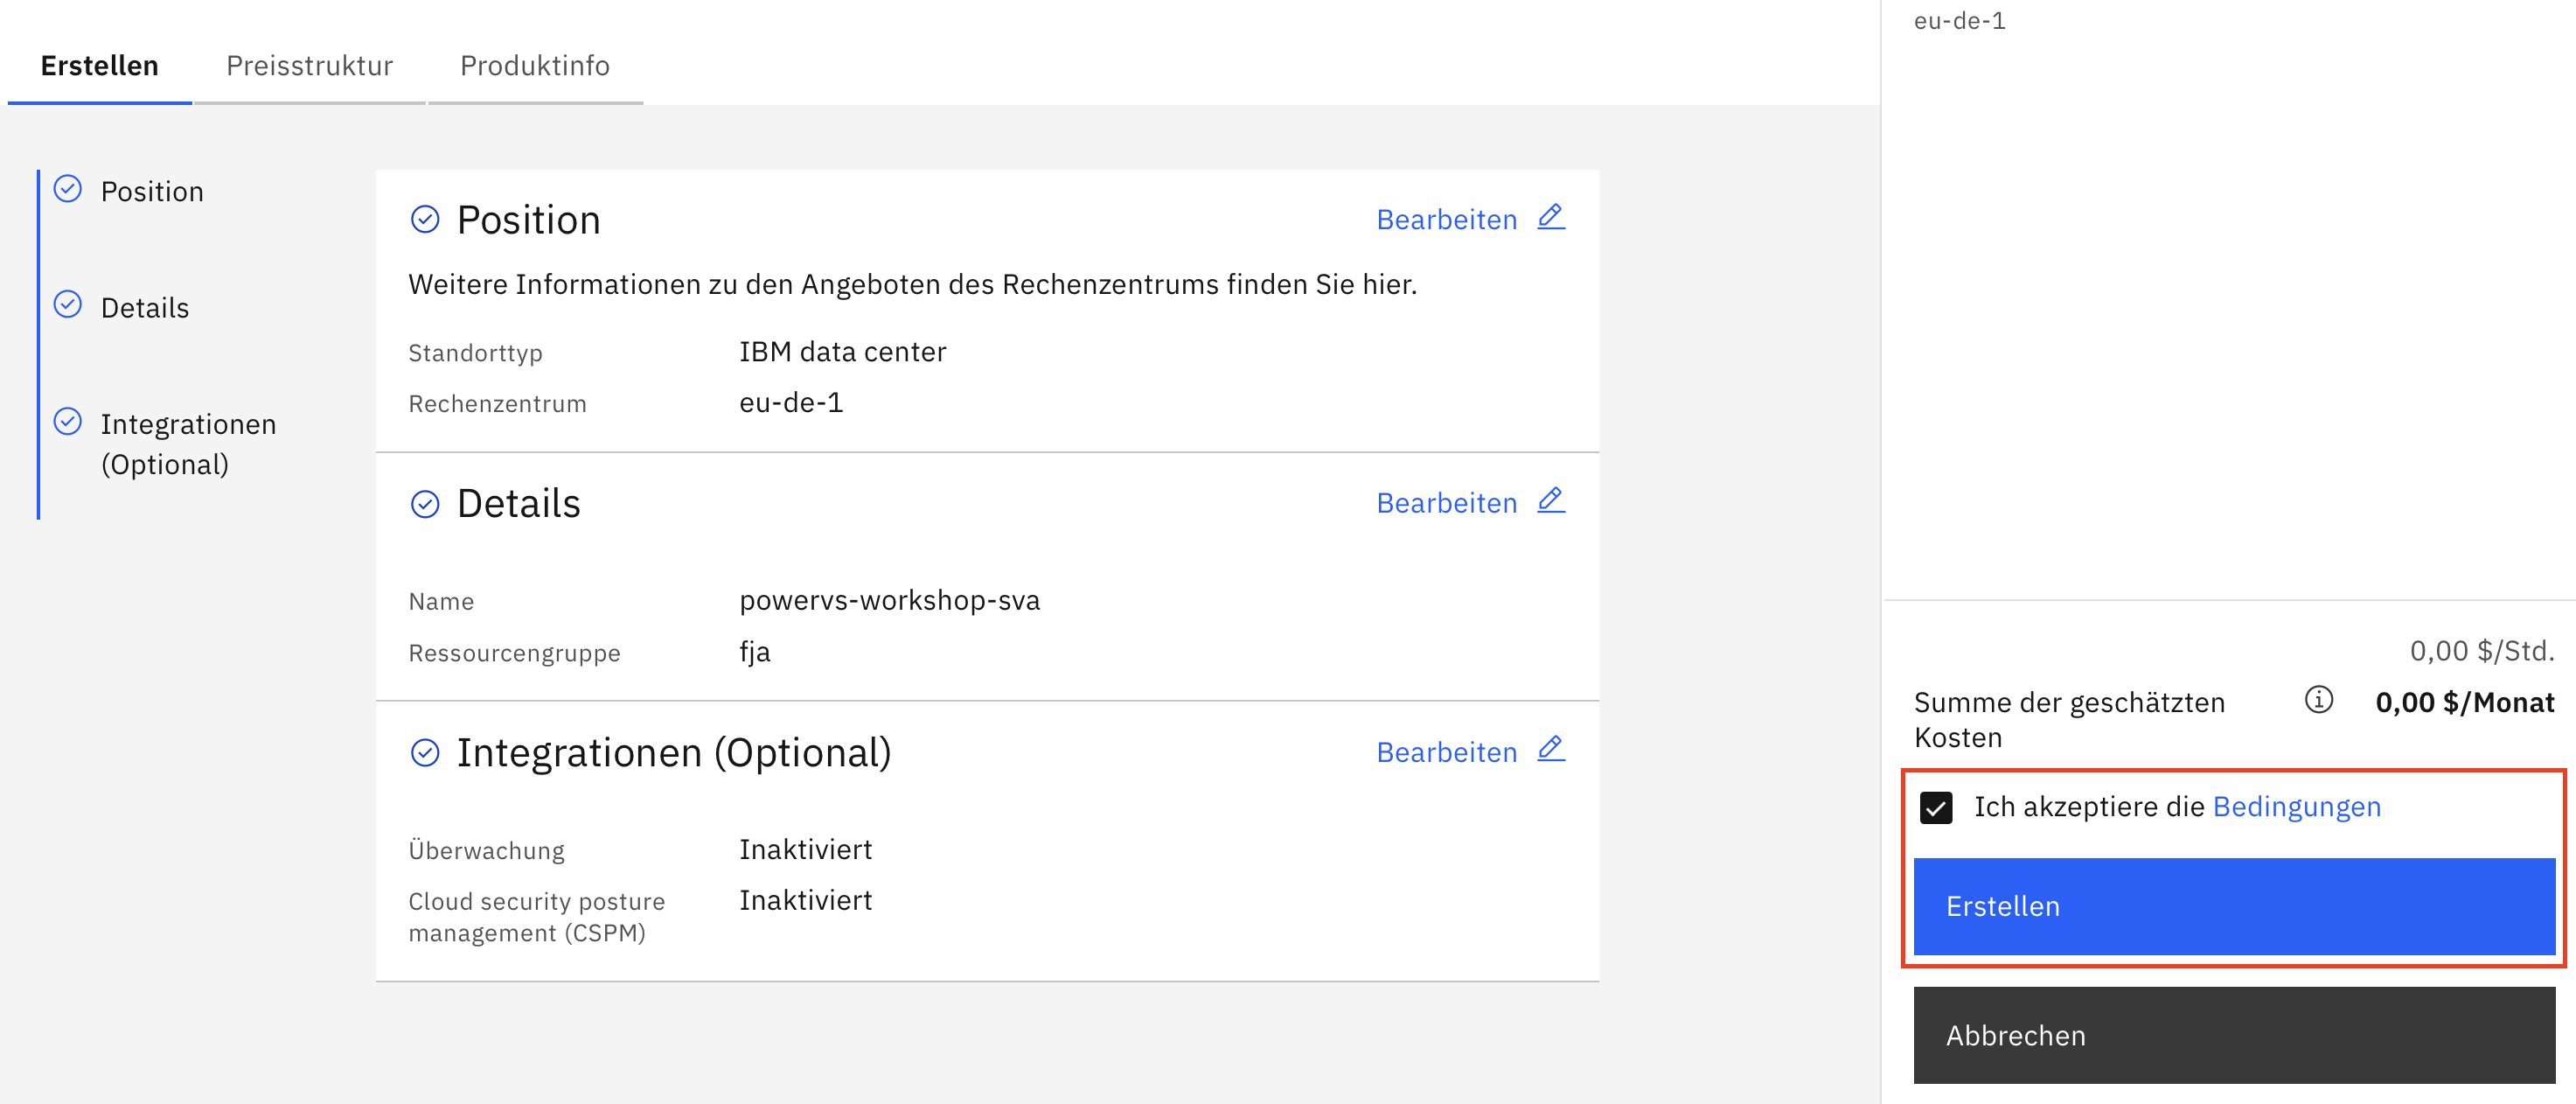 Erstellen
Preisstruktur
Produktinfo
Position
Details
Integrationen
(Optional)
Position
Bearbeiten
Weitere Informationen zu den Angeboten des Rechenzentrums finden Sie hier.
Standorttyp IBM data center
Rechenzentrum eu-de-1
Details
Bearbeiten
Name powervs-workshop-sva
Ressourcengruppe fja
Integrationen (Optional)
Bearbeiten
Überwachung Inaktiviert
Cloud security posture Inaktiviert
management (CSPM)
eu-de-1
0,00 $/Std.
Summe der geschätzten 0,00 $/Monat
Kosten
Ich akzeptiere die Bedingungen
Erstellen
Abbrechen